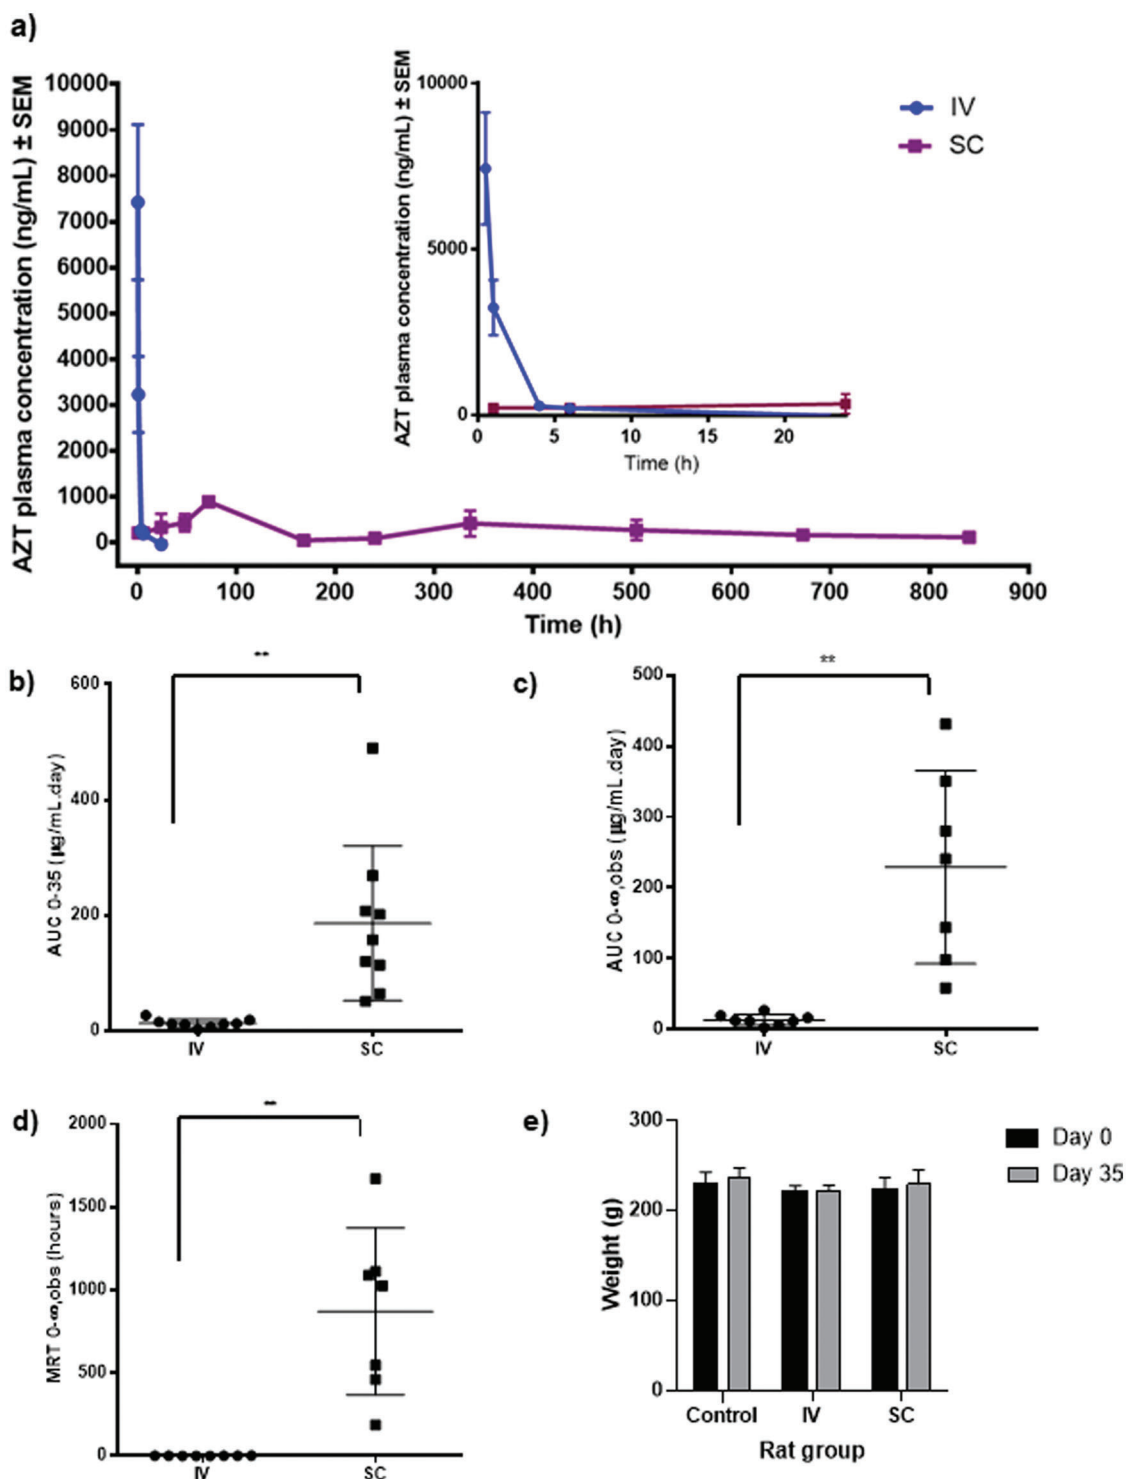 a)
AZT plasma concentration (ng/mL) ± SEM
10000
9000
8000
7000
6000
5000
4000
3000
2000
1000
0
0 100 200 300 400 500 600 700 800 900
Time (h)
AZT plasma concentration (ng/mL) ± SEM
10000
5000
0
0 5 10 15 20
Time (h)
IV
SC
b)
**
AUC 0-35 (µg/mL.day)
600
400
200
0
IV SC
c)
**
AUC 0-∞,obs (µg/mL.day)
500
400
300
200
100
0
IV SC
d)
**
MRT 0-∞,obs (hours)
2000
1500
1000
500
0
IV SC
e)
Weight (g)
300
200
100
0
Control IV SC
Rat group
Day 0
Day 35